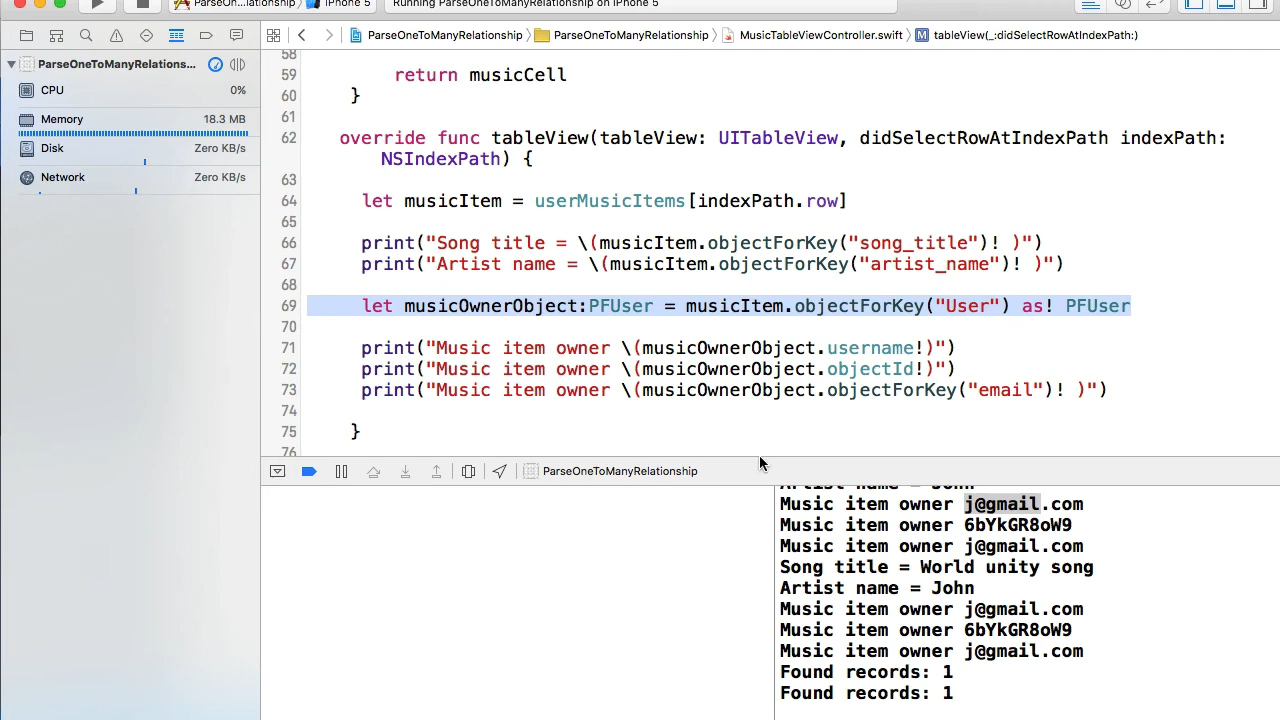 ParseOn...lationship › iPhone 5
Running ParseOneToManyRelationship on iPhone 5
ParseOneToManyRelationship › ParseOneToManyRelationship › MusicTableViewController.swift › M tableView(_:didSelectRowAtIndexPath:)
ParseOneToManyRelations...
CPU 0%
Memory 18.3 MB
Disk Zero KB/s
Network Zero KB/s
58
59 return musicCell
60 }
61
62 override func tableView(tableView: UITableView, didSelectRowAtIndexPath indexPath:
NSIndexPath) {
63
64 let musicItem = userMusicItems[indexPath.row]
65
66 print("Song title = \(musicItem.objectForKey("song_title")! )")
67 print("Artist name = \(musicItem.objectForKey("artist_name")! )")
68
69 let musicOwnerObject:PFUser = musicItem.objectForKey("User") as! PFUser
70
71 print("Music item owner \(musicOwnerObject.username!)")
72 print("Music item owner \(musicOwnerObject.objectId!)")
73 print("Music item owner \(musicOwnerObject.objectForKey("email")! )")
74
75 }
76
ParseOneToManyRelationship
Artist name = John
Music item owner j@gmail.com
Music item owner 6bYkGR8oW9
Music item owner j@gmail.com
Song title = World unity song
Artist name = John
Music item owner j@gmail.com
Music item owner 6bYkGR8oW9
Music item owner j@gmail.com
Found records: 1
Found records: 1